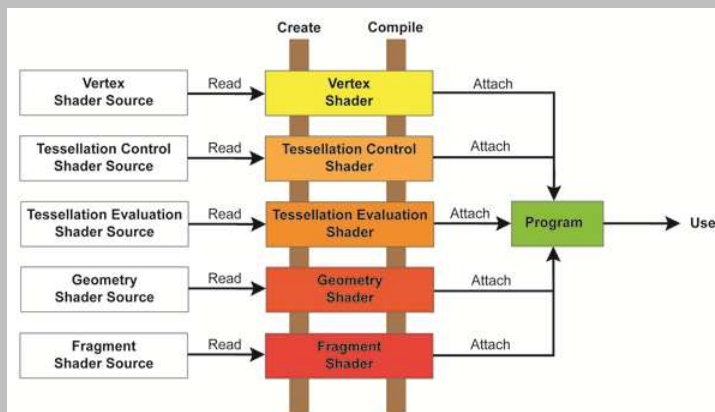 Create
Compile
Vertex
Shader Source
Read
Vertex
Shader
Attach
Tessellation Control
Shader Source
Read
Tessellation Control
Shader
Attach
Tessellation Evaluation
Shader Source
Read
Tessellation Evaluation
Shader
Attach
Program
Use
Geometry
Shader Source
Read
Geometry
Shader
Attach
Fragment
Shader Source
Read
Fragment
Shader
Attach